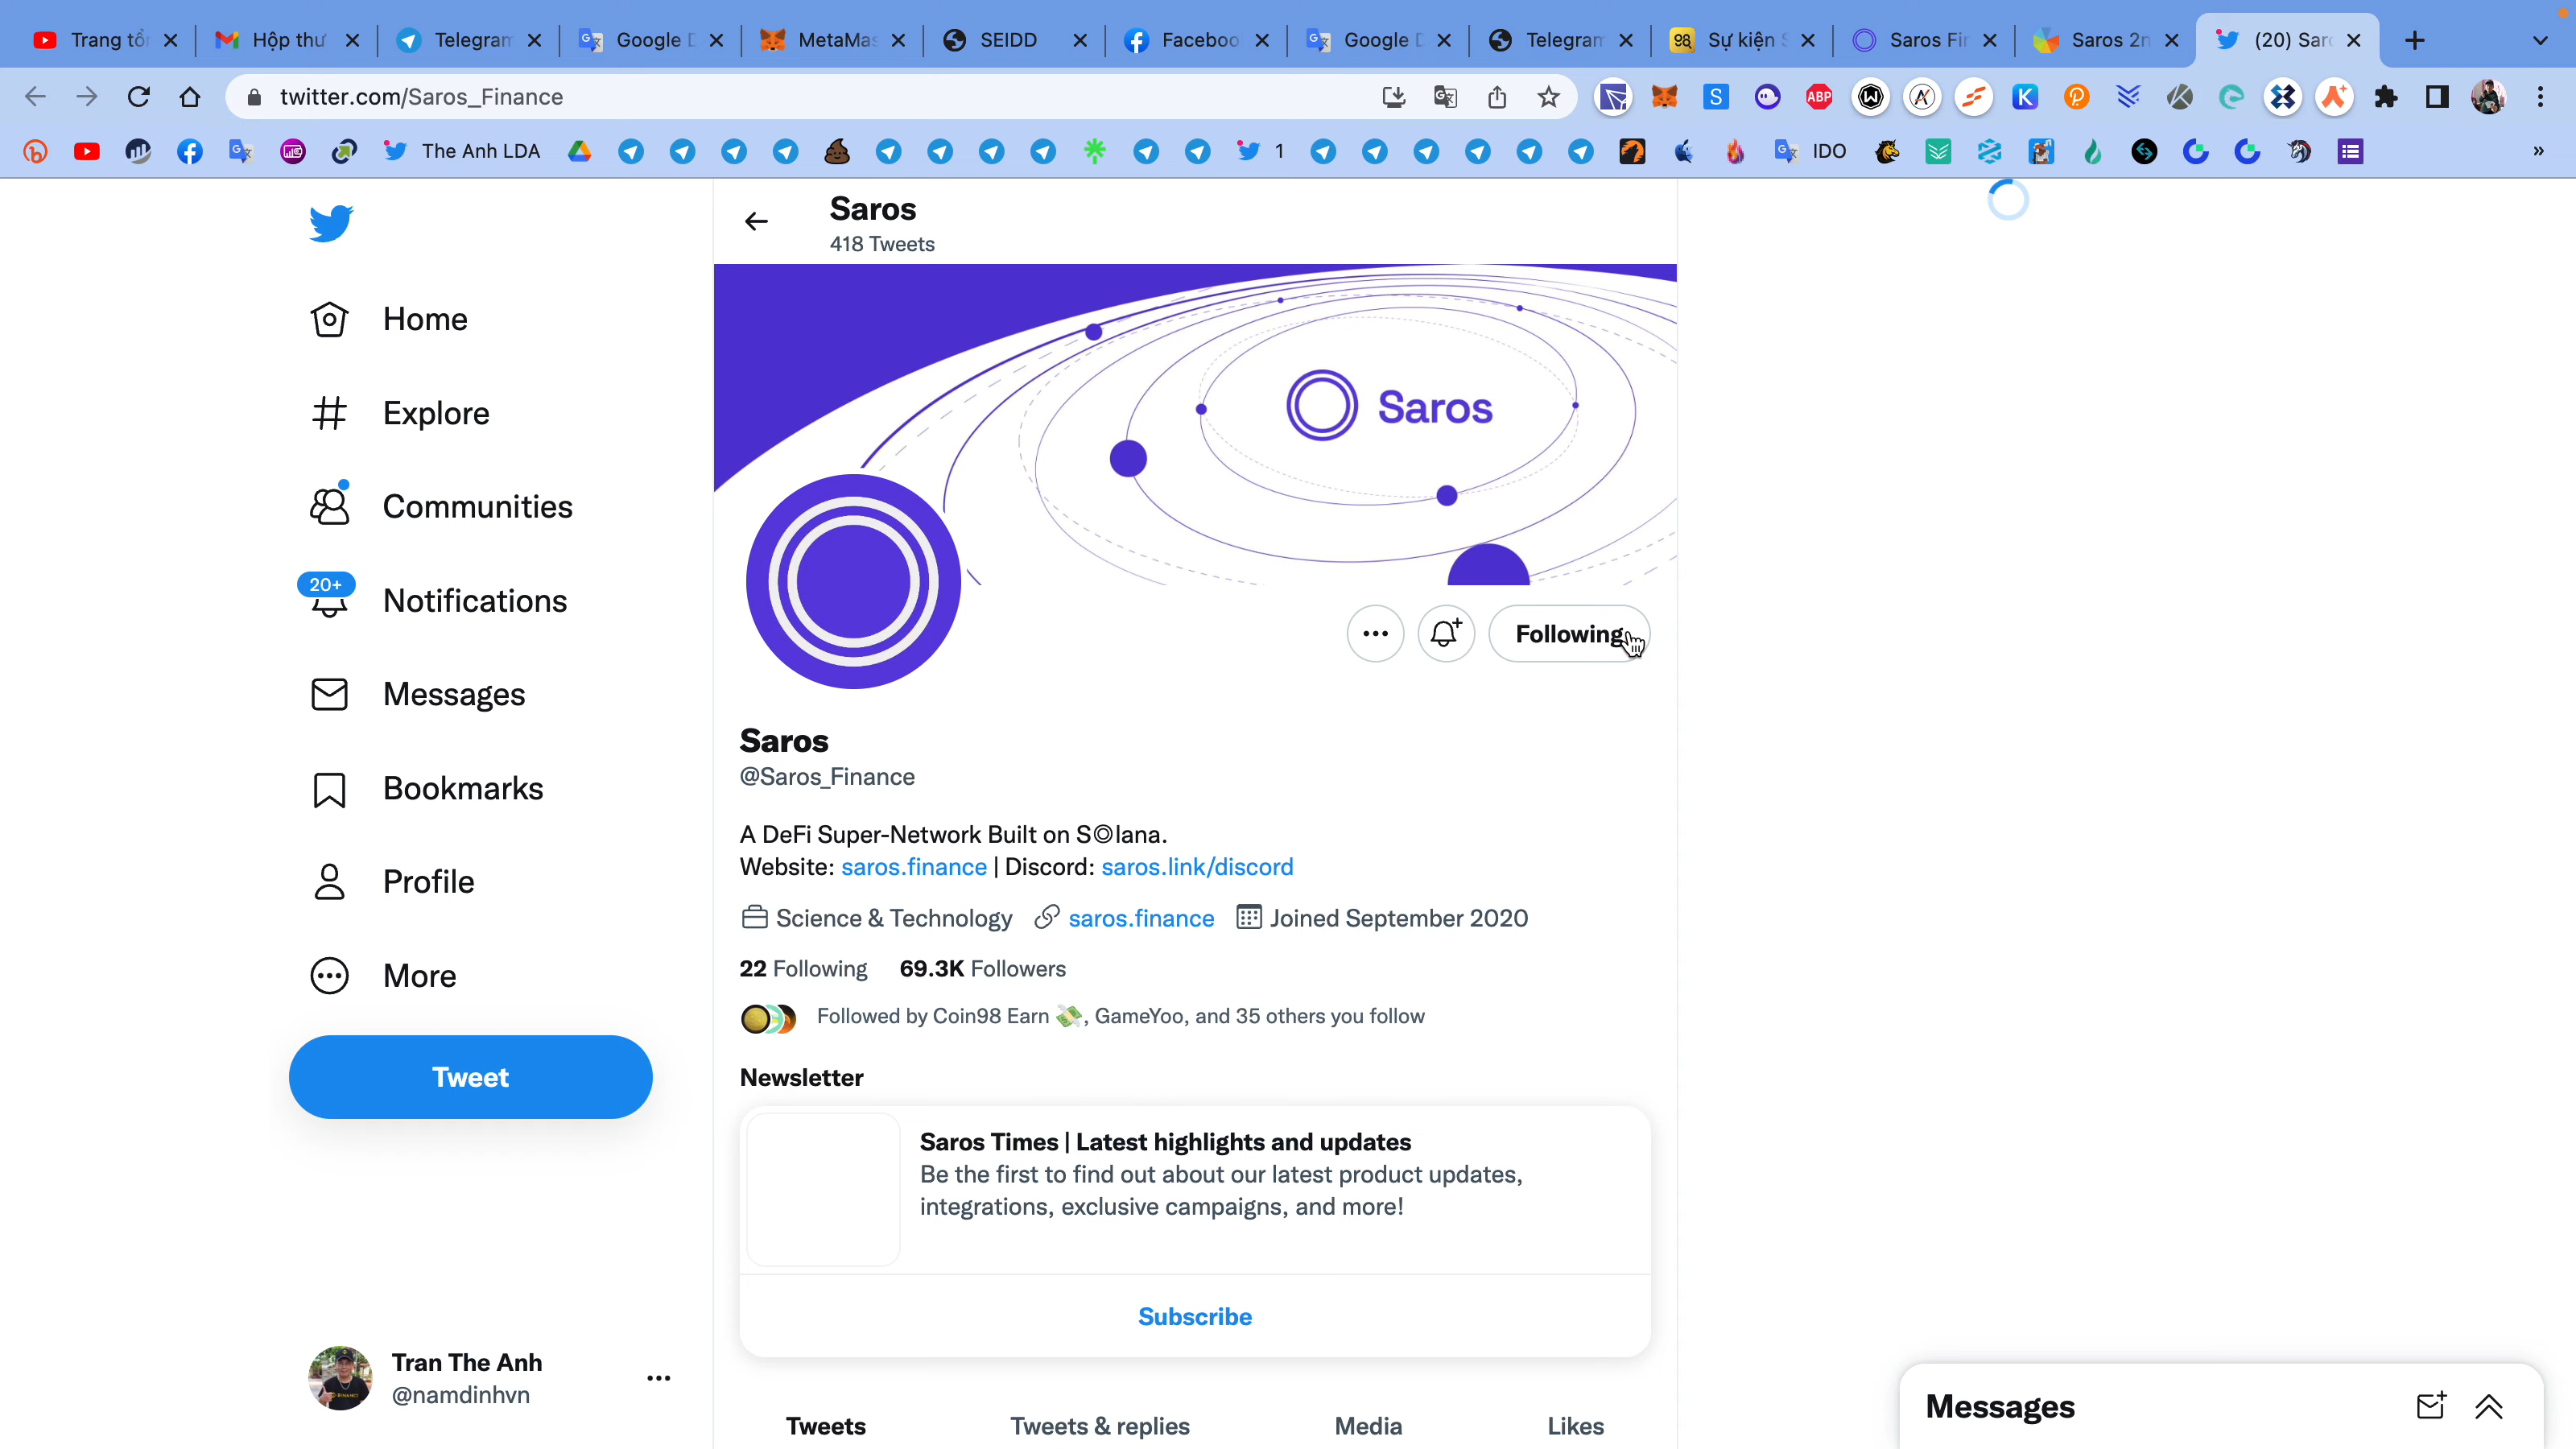 Trang tổ
Hộp thư
Telegram
Google D
MetaMas
SEIDD
Faceboo
Google D
Telegram
Sự kiện S
Saros Fin
Saros 2n
(20) Saro
twitter.com/Saros_Finance
ABP
The Anh LDA
1
IDO
Saros
418 Tweets
Saros
Home
Explore
Communities
20+
Notifications
Messages
Bookmarks
Profile
More
Tweet
Following
Saros
@Saros_Finance
A DeFi Super-Network Built on S◎lana.
Website: saros.finance | Discord: saros.link/discord
Science & Technology saros.finance Joined September 2020
22 Following 69.3K Followers
Followed by Coin98 Earn 💸, GameYoo, and 35 others you follow
Newsletter
Saros Times | Latest highlights and updates
Be the first to find out about our latest product updates,
integrations, exclusive campaigns, and more!
Subscribe
Tweets
Tweets & replies
Media
Likes
Tran The Anh
@namdinhvn
Messages